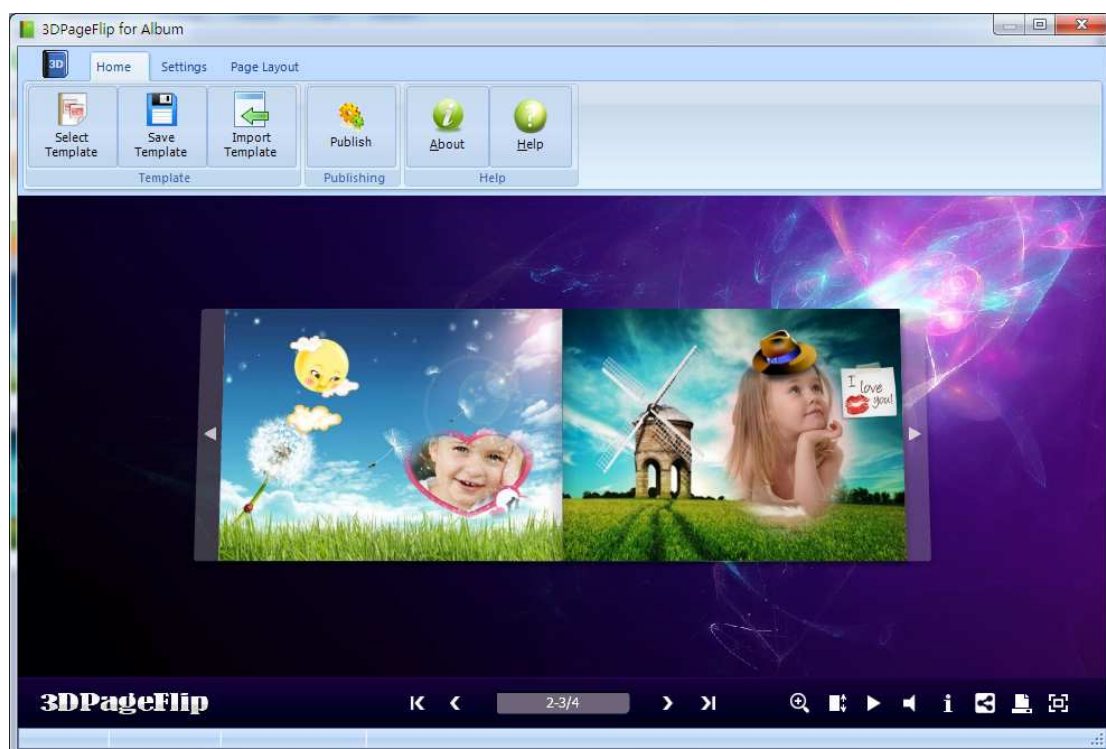 3DPageFlip for Album
3D
Home Settings Page Layout
Select Template
Save Template
Import Template
Publish
About
Help
Template Publishing Help
I love you!
3DPageFlip
2-3/4